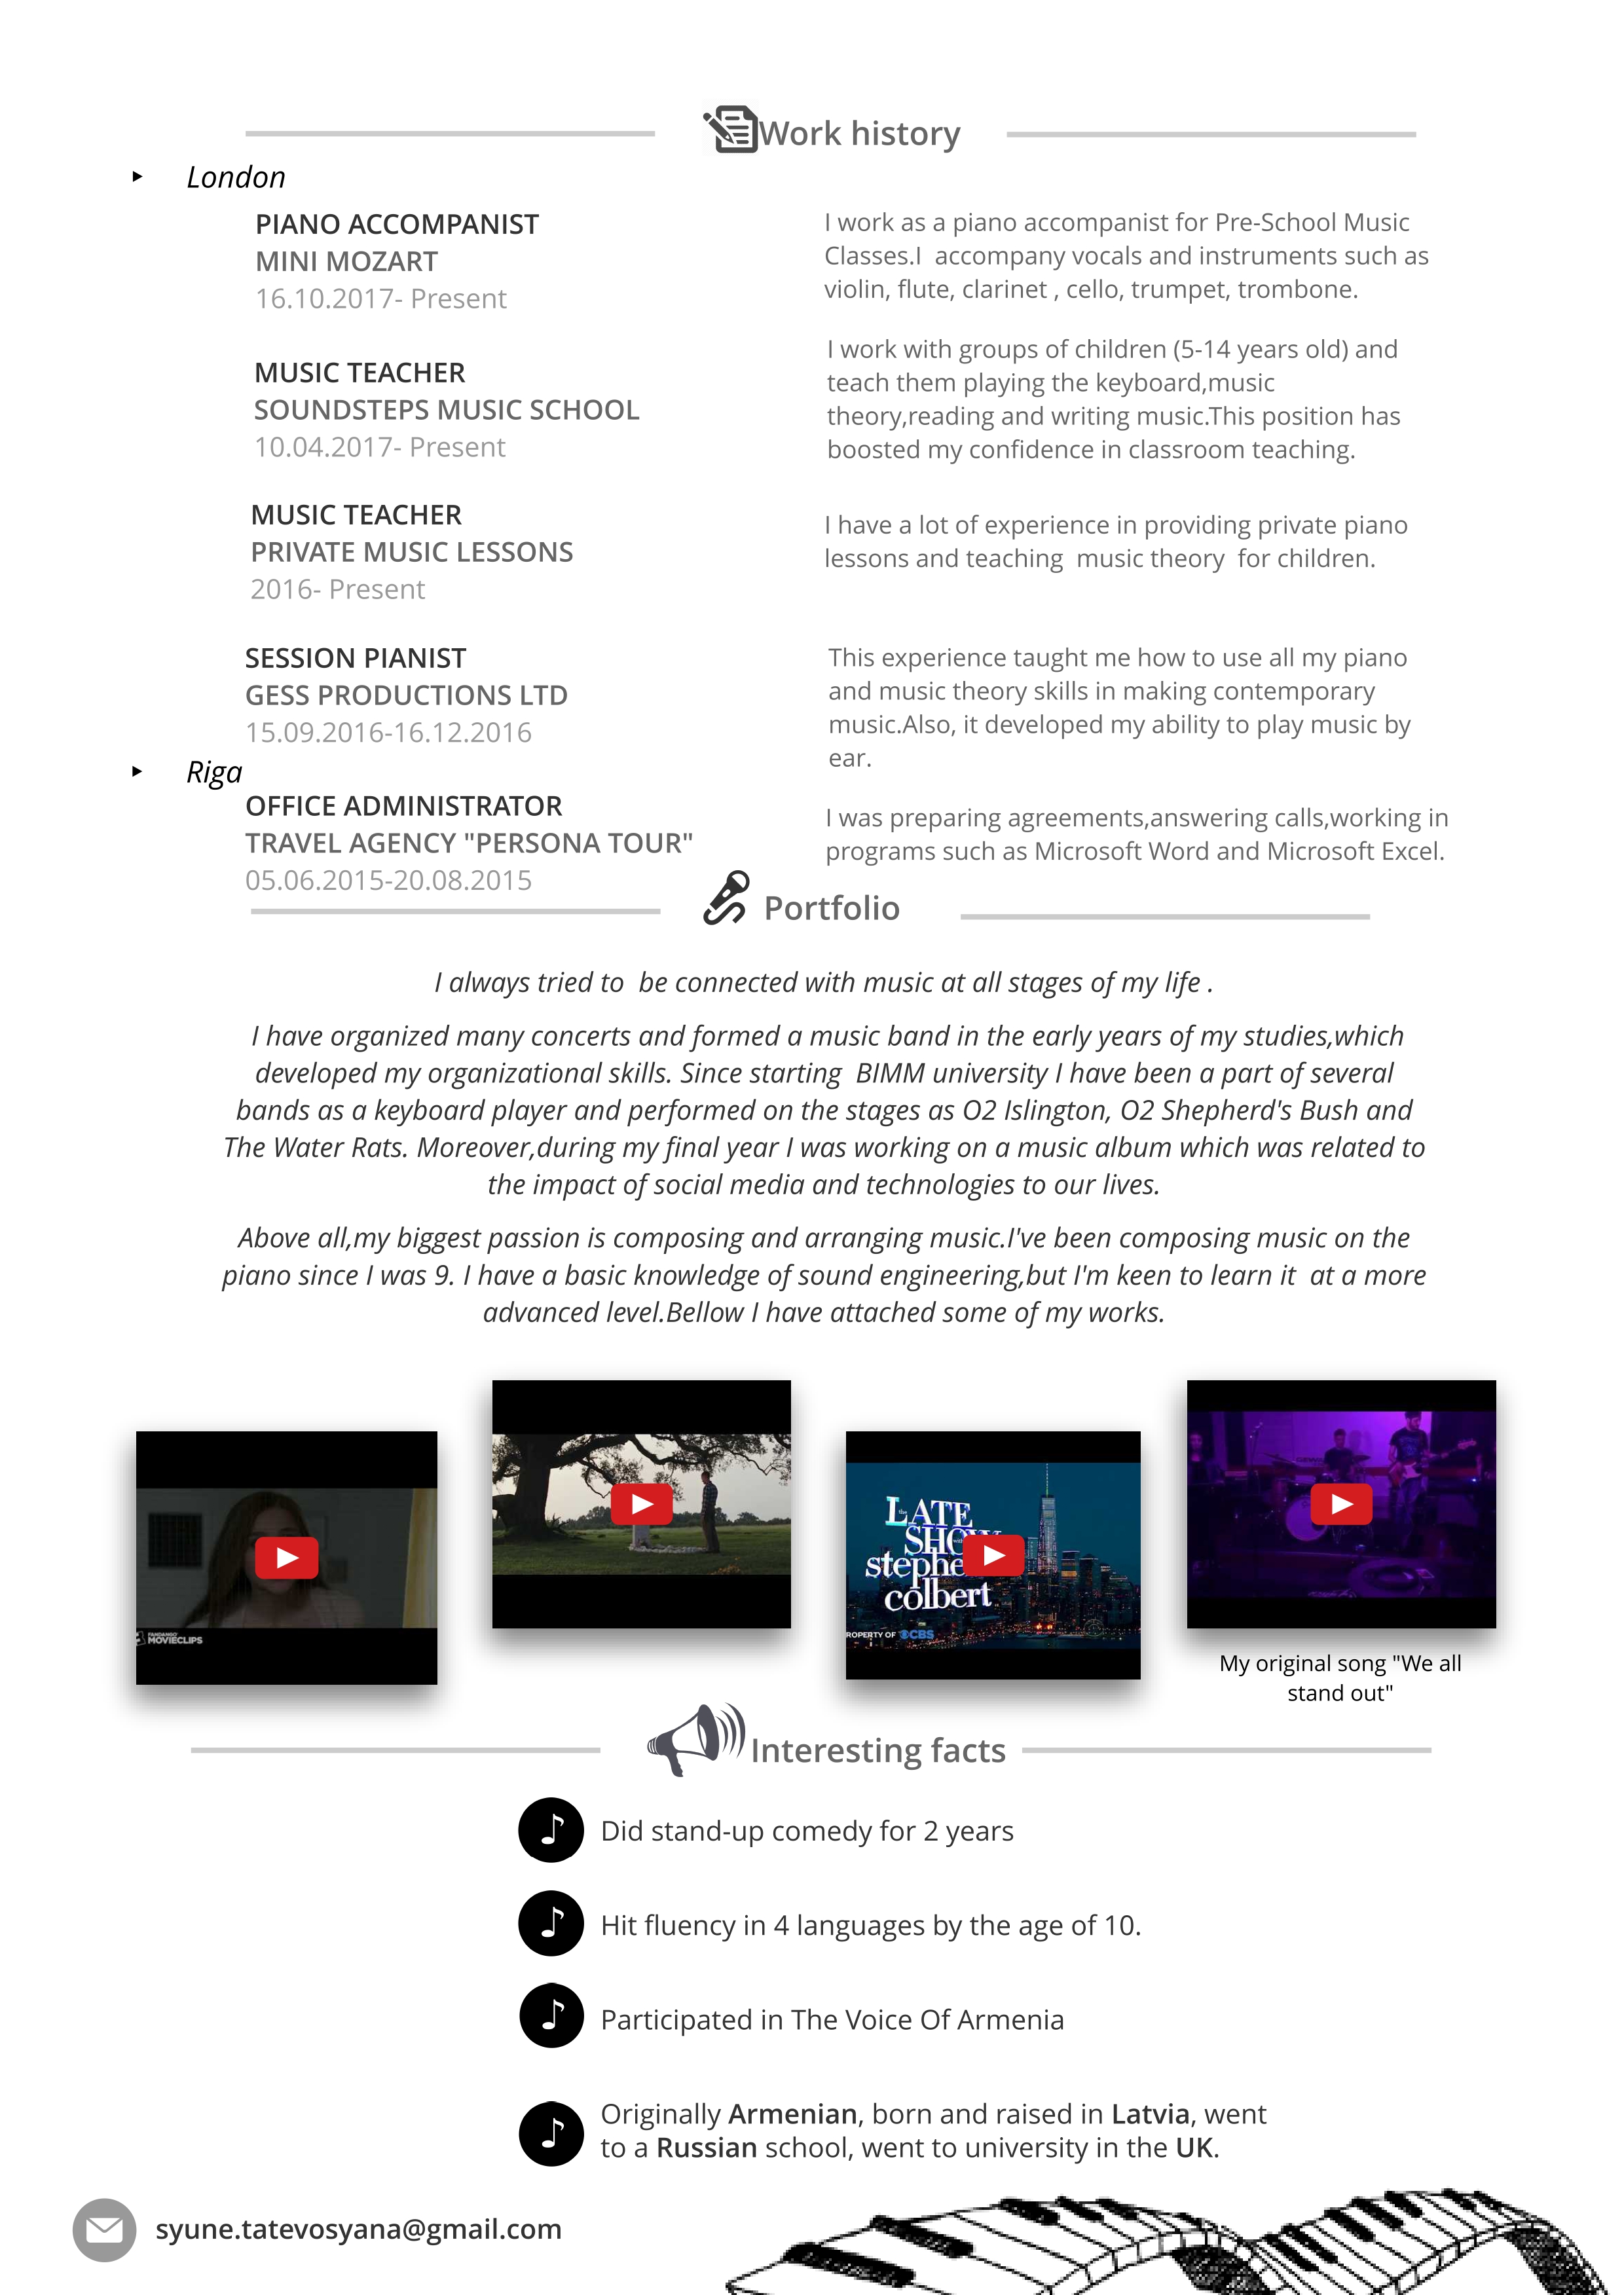 Work history
London
PIANO ACCOMPANIST
MINI MOZART
16.10.2017- Present
I work as a piano accompanist for Pre-School Music
Classes.I  accompany vocals and instruments such as
violin, flute, clarinet , cello, trumpet, trombone.
MUSIC TEACHER
SOUNDSTEPS MUSIC SCHOOL
10.04.2017- Present
I work with groups of children (5-14 years old) and
teach them playing the keyboard,music
theory,reading and writing music.This position has
boosted my confidence in classroom teaching.
MUSIC TEACHER
PRIVATE MUSIC LESSONS
2016- Present
I have a lot of experience in providing private piano
lessons and teaching  music theory  for children.
SESSION PIANIST
GESS PRODUCTIONS LTD
15.09.2016-16.12.2016
This experience taught me how to use all my piano
and music theory skills in making contemporary
music.Also, it developed my ability to play music by
ear.
Riga
OFFICE ADMINISTRATOR
TRAVEL AGENCY "PERSONA TOUR"
05.06.2015-20.08.2015
I was preparing agreements,answering calls,working in
programs such as Microsoft Word and Microsoft Excel.
Portfolio
I always tried to  be connected with music at all stages of my life .
I have organized many concerts and formed a music band in the early years of my studies,which
developed my organizational skills. Since starting  BIMM university I have been a part of several
bands as a keyboard player and performed on the stages as O2 Islington, O2 Shepherd's Bush and
The Water Rats. Moreover,during my final year I was working on a music album which was related to
the impact of social media and technologies to our lives.
Above all,my biggest passion is composing and arranging music.I've been composing music on the
piano since I was 9. I have a basic knowledge of sound engineering,but I'm keen to learn it  at a more
advanced level.Bellow I have attached some of my works.
FANDANGO
MOVIECLIPS
the LATE
SHOW
stephe
colbert
ROPERTY OF CBS
My original song "We all
stand out"
Interesting facts
Did stand-up comedy for 2 years
Hit fluency in 4 languages by the age of 10.
Participated in The Voice Of Armenia
Originally Armenian, born and raised in Latvia, went
to a Russian school, went to university in the UK.
syune.tatevosyana@gmail.com